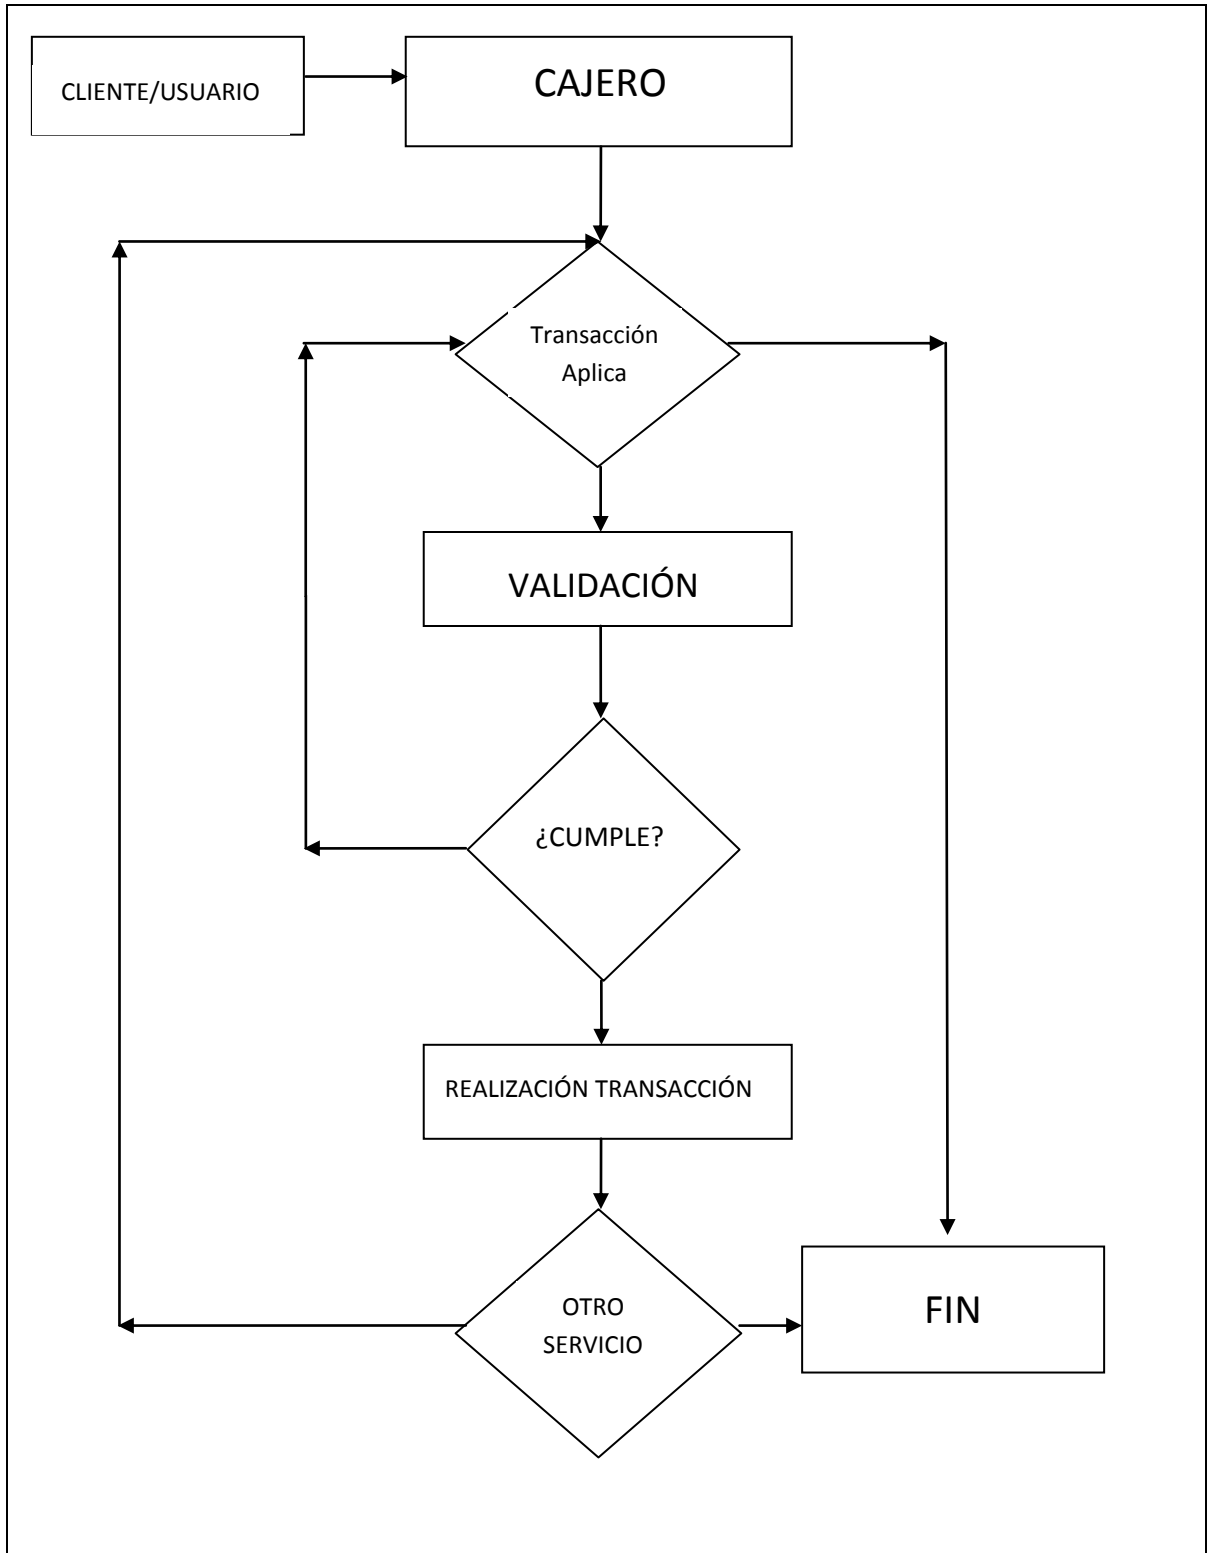 CLIENTE/USUARIO
CAJERO
Transacción
Aplica
VALIDACIÓN
¿CUMPLE?
REALIZACIÓN TRANSACCIÓN
OTRO
SERVICIO
FIN